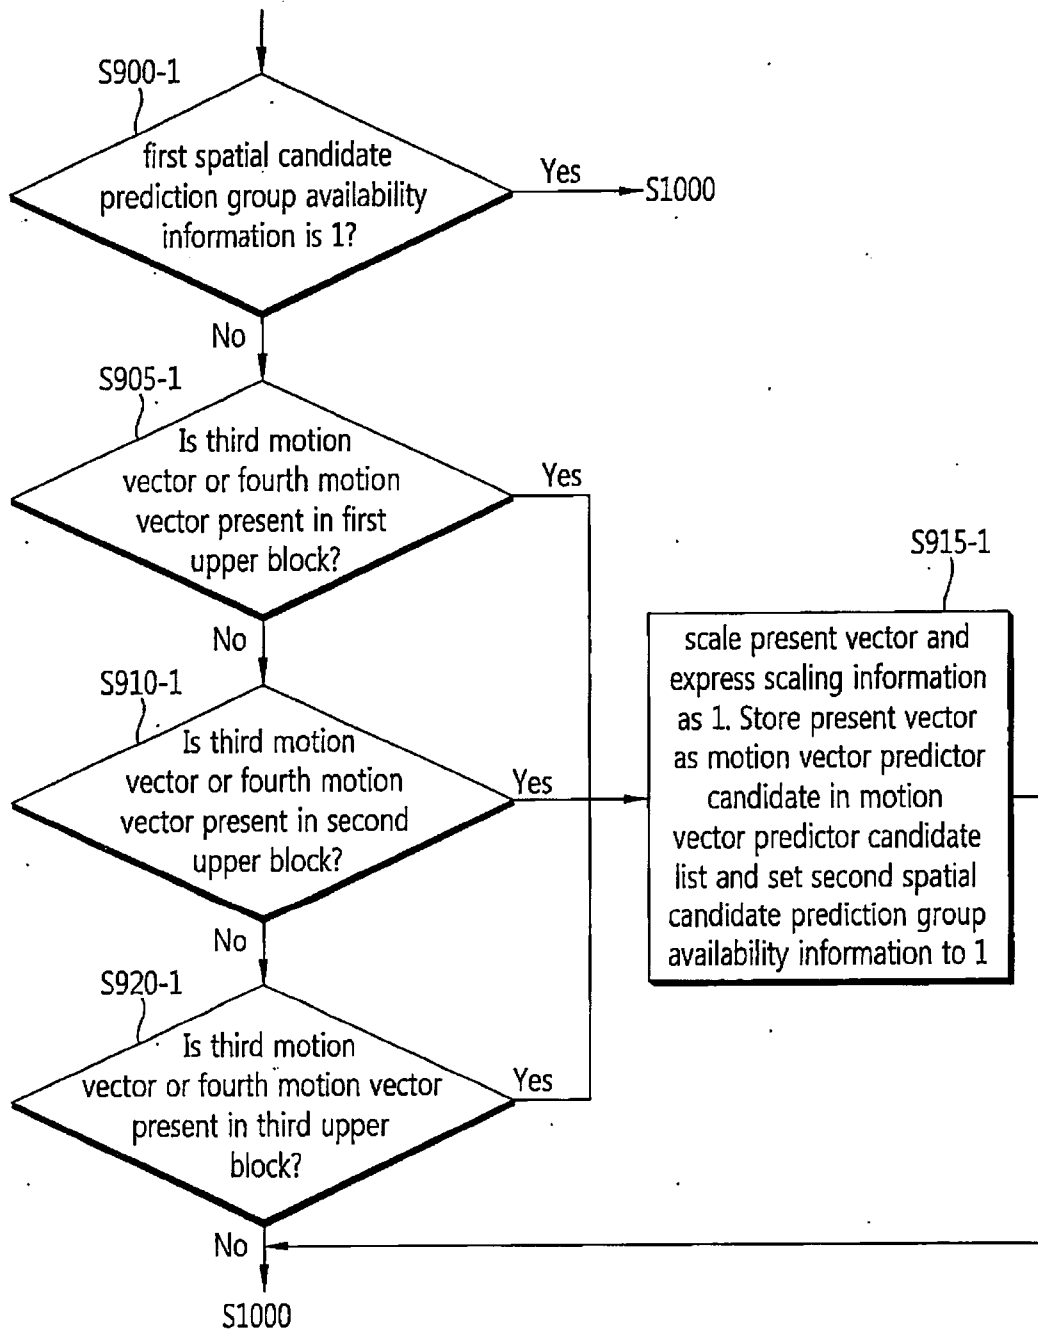 S900-1
first spatial candidate
prediction group availability
information is 1?
Yes
S1000
No
S905-1
Is third motion
vector or fourth motion
vector present in first
upper block?
Yes
No
S910-1
Is third motion
vector or fourth motion
vector present in second
upper block?
Yes
S915-1
scale present vector and
express scaling information
as 1. Store present vector
as motion vector predictor
candidate in motion
vector predictor candidate
list and set second spatial
candidate prediction group
availability information to 1
No
S920-1
Is third motion
vector or fourth motion vector
present in third upper
block?
Yes
No
S1000